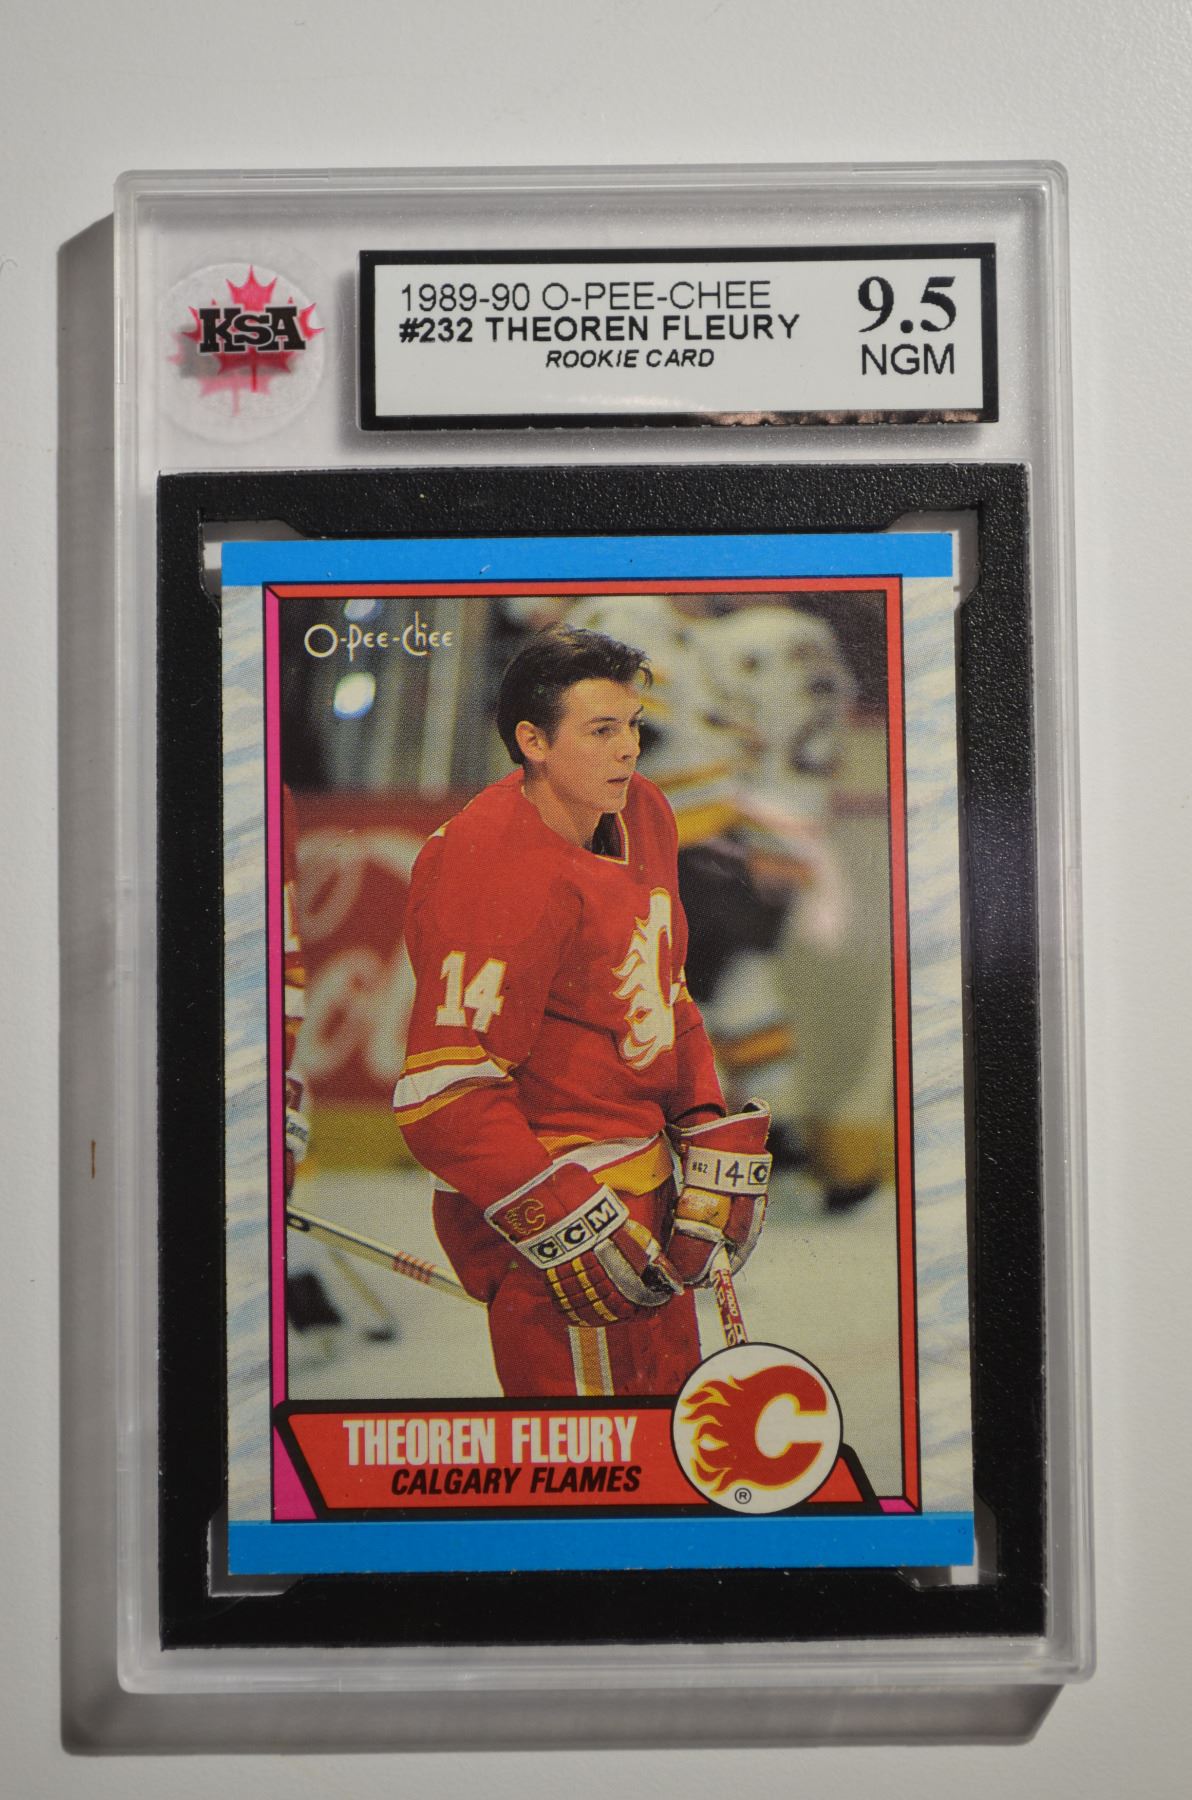 KSA
1989-90 O-PEE-CHEE
#232 THEOREN FLEURY
ROOKIE CARD
9.5
NGM
O-Pee-Chee
14
14 C
C CCM
THEOREN FLEURY
CALGARY FLAMES
C
®